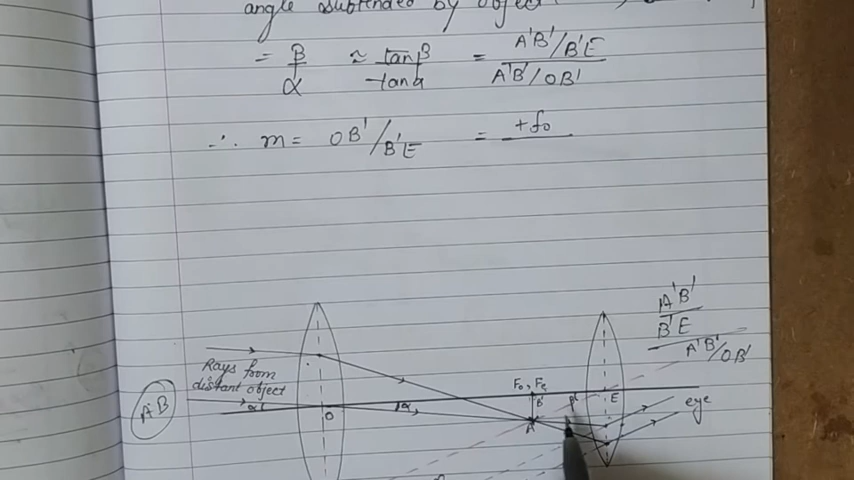 angle subtended by object
= β/α ≈ tanβ/tanα = A'B'/B'E / A'B'/OB'
∴ m = OB'/B'E = +fo
A'B'
B'E
A'B'/OB'
Rays from
distant object
AB
α
O
α
Fo, Fe
B'
A'
β
E
eye